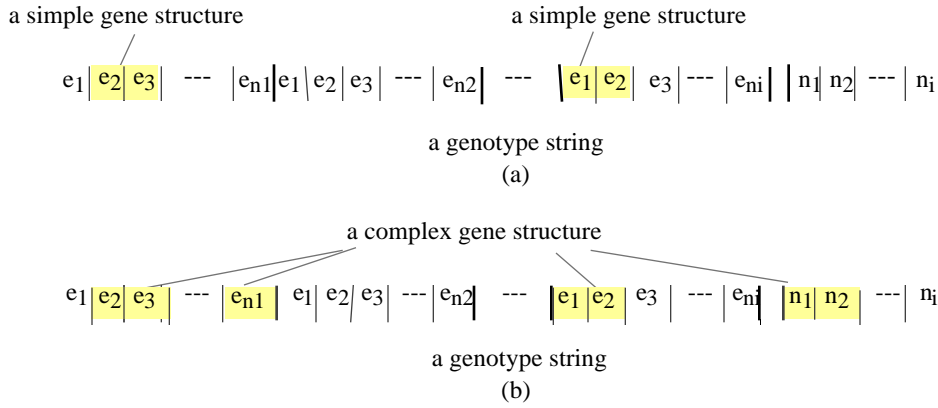 a simple gene structure a simple gene structure
e1 e2 e3 --- en1 e1 e2 e3 --- en2 --- e1 e2 e3 --- eni n1 n2 --- ni
a genotype string
(a)
a complex gene structure
e1 e2 e3 --- en1 e1 e2 e3 --- en2 --- e1 e2 e3 --- eni n1 n2 --- ni
a genotype string
(b)